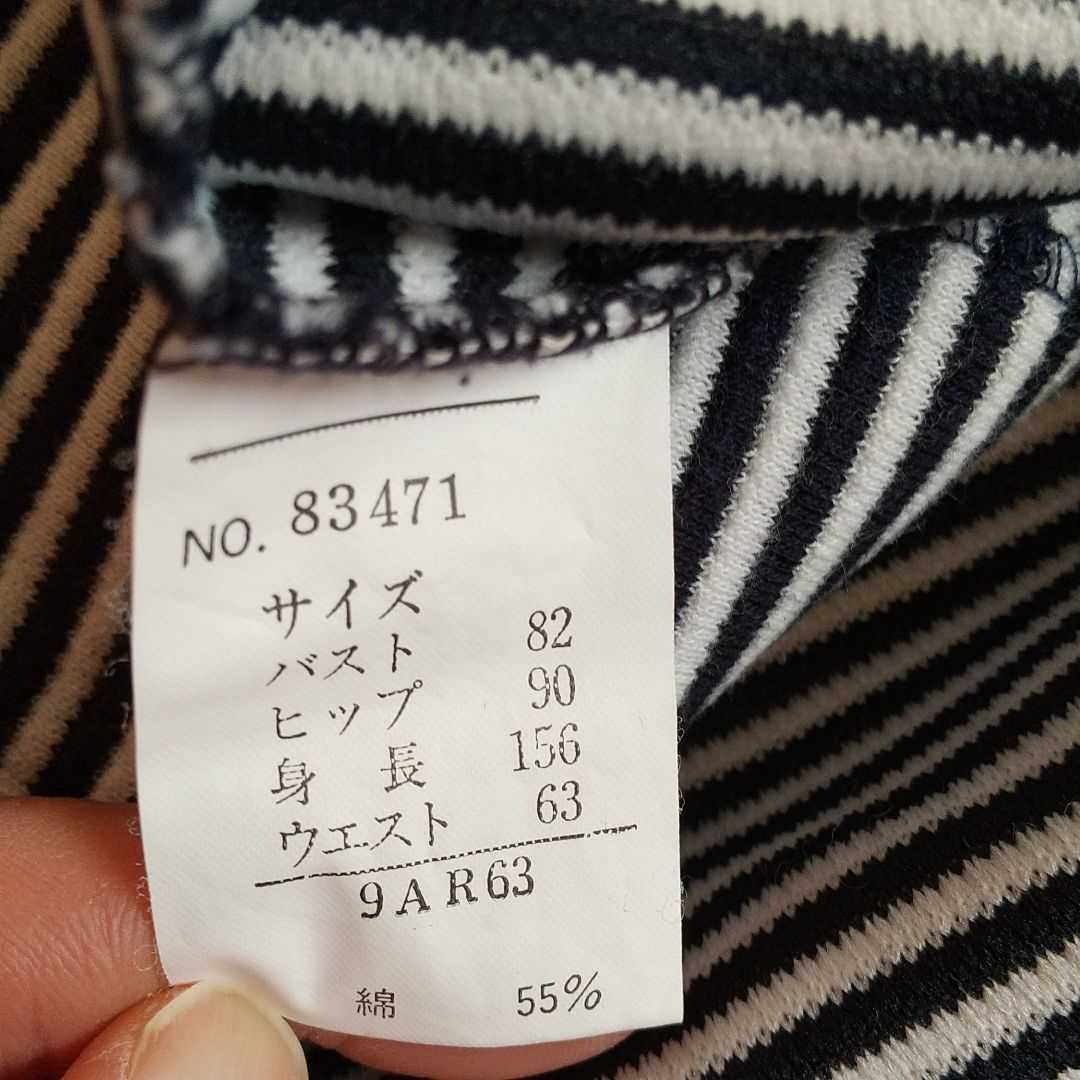 NO. 83471
サイズ
バスト 82
ヒップ 90
身長 156
ウエスト 63
9AR63
綿 55%